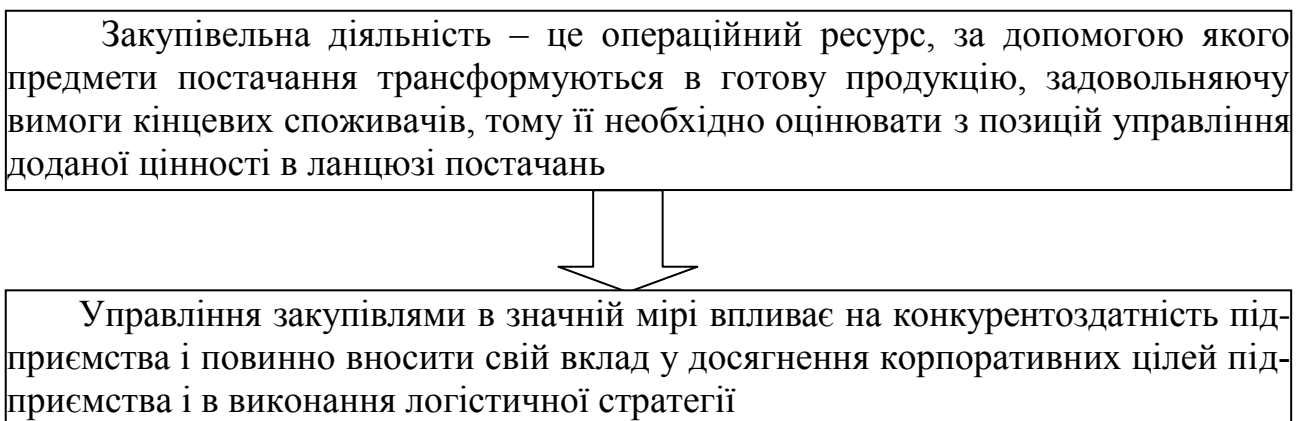 Закупівельна діяльність – це операційний ресурс, за допомогою якого
предмети постачання трансформуються в готову продукцію, задовольняючу
вимоги кінцевих споживачів, тому її необхідно оцінювати з позицій управління
доданої цінності в ланцюзі постачань
Управління закупівлями в значній мірі впливає на конкурентоздатність під-
приємства і повинно вносити свій вклад у досягнення корпоративних цілей під-
приємства і в виконання логістичної стратегії